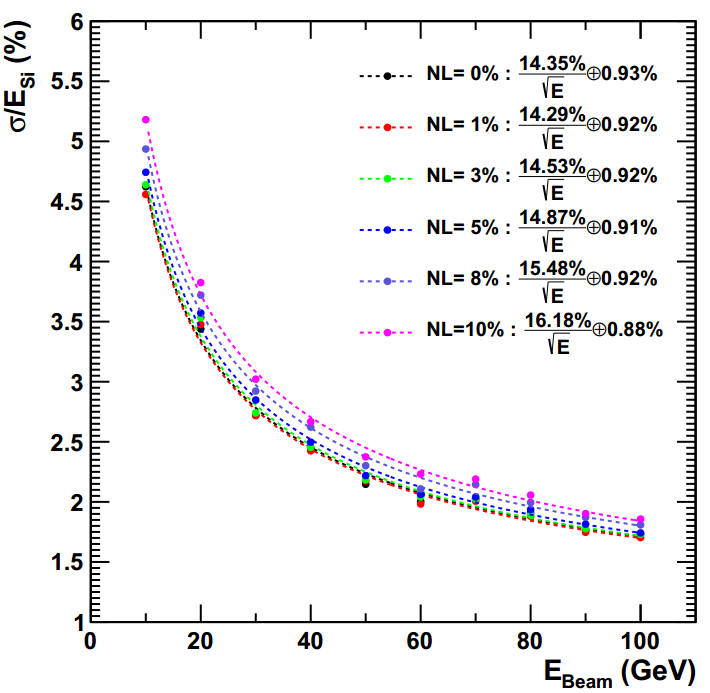 σ/E_Si (%)
6
5.5
5
4.5
4
3.5
3
2.5
2
1.5
1
NL= 0% : 14.35%/√E ⊕0.93%
NL= 1% : 14.29%/√E ⊕0.92%
NL= 3% : 14.53%/√E ⊕0.92%
NL= 5% : 14.87%/√E ⊕0.91%
NL= 8% : 15.48%/√E ⊕0.92%
NL=10% : 16.18%/√E ⊕0.88%
0 20 40 60 80 100
E_Beam (GeV)